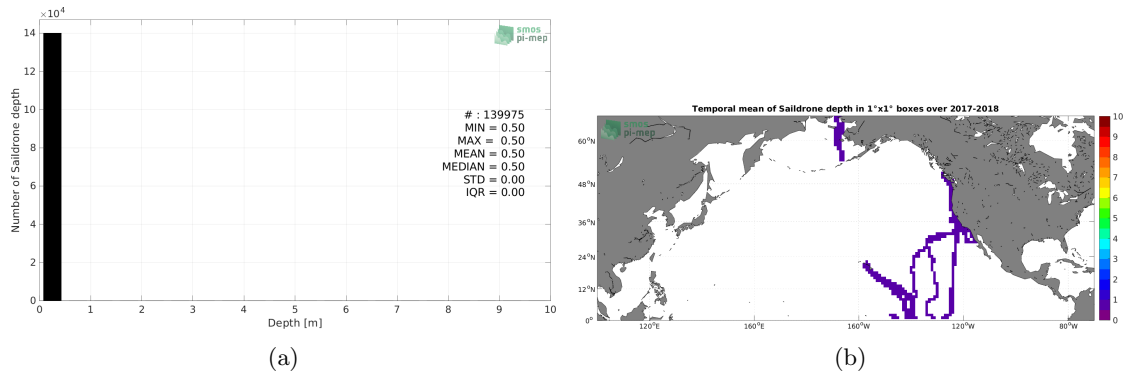 ×10⁴
14
12
10
8
6
4
2
0
Number of Saildrone depth
0 1 2 3 4 5 6 7 8 9 10
Depth [m]
smos
pi-mep
# : 139975
MIN = 0.50
MAX = 0.50
MEAN = 0.50
MEDIAN = 0.50
STD = 0.00
IQR = 0.00
(a)
Temporal mean of Saildrone depth in 1°x1° boxes over 2017-2018
smos
pi-mep
60°N
48°N
36°N
24°N
12°N
0°
120°E 160°E 160°W 120°W 80°W
10
9
8
7
6
5
4
3
2
1
0
(b)